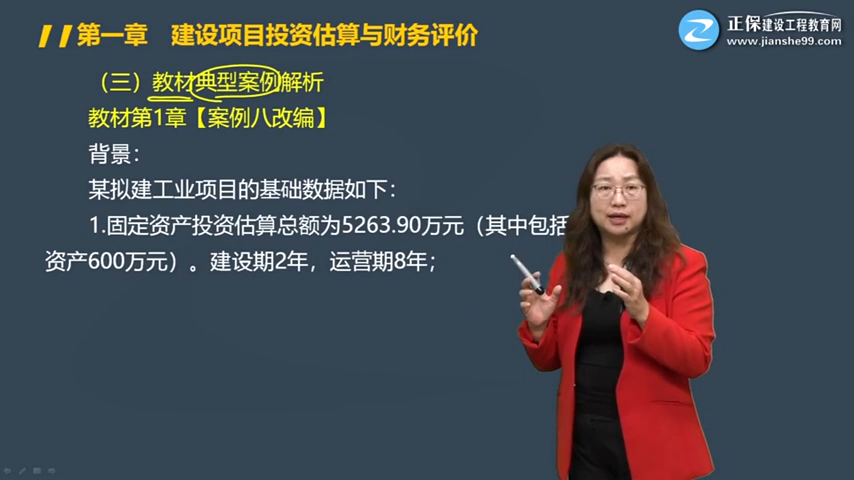 第一章 建设项目投资估算与财务评价
正保建设工程教育网
www.jianshe99.com
（三）教材典型案例解析
教材第1章【案例八改编】
背景：
某拟建工业项目的基础数据如下：
1.固定资产投资估算总额为5263.90万元（其中包括
资产600万元）。建设期2年，运营期8年；